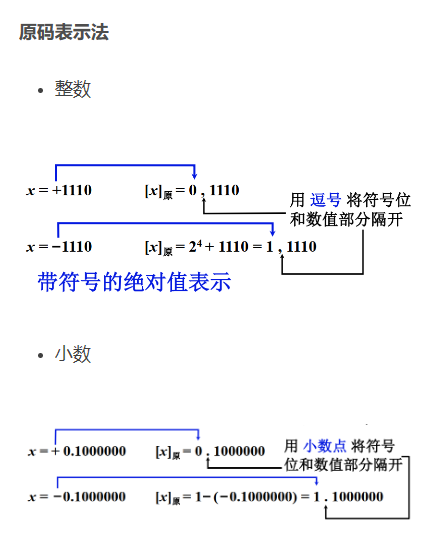 原码表示法
• 整数
x = +1110 [x]原 = 0 , 1110
用 逗号 将符号位
和数值部分隔开
x = −1110 [x]原 = 2⁴ + 1110 = 1 , 1110
带符号的绝对值表示
• 小数
x = + 0.1000000 [x]原 = 0 . 1000000
用 小数点 将符号
位和数值部分隔开
x = −0.1000000 [x]原 = 1−(−0.1000000) = 1 . 1000000